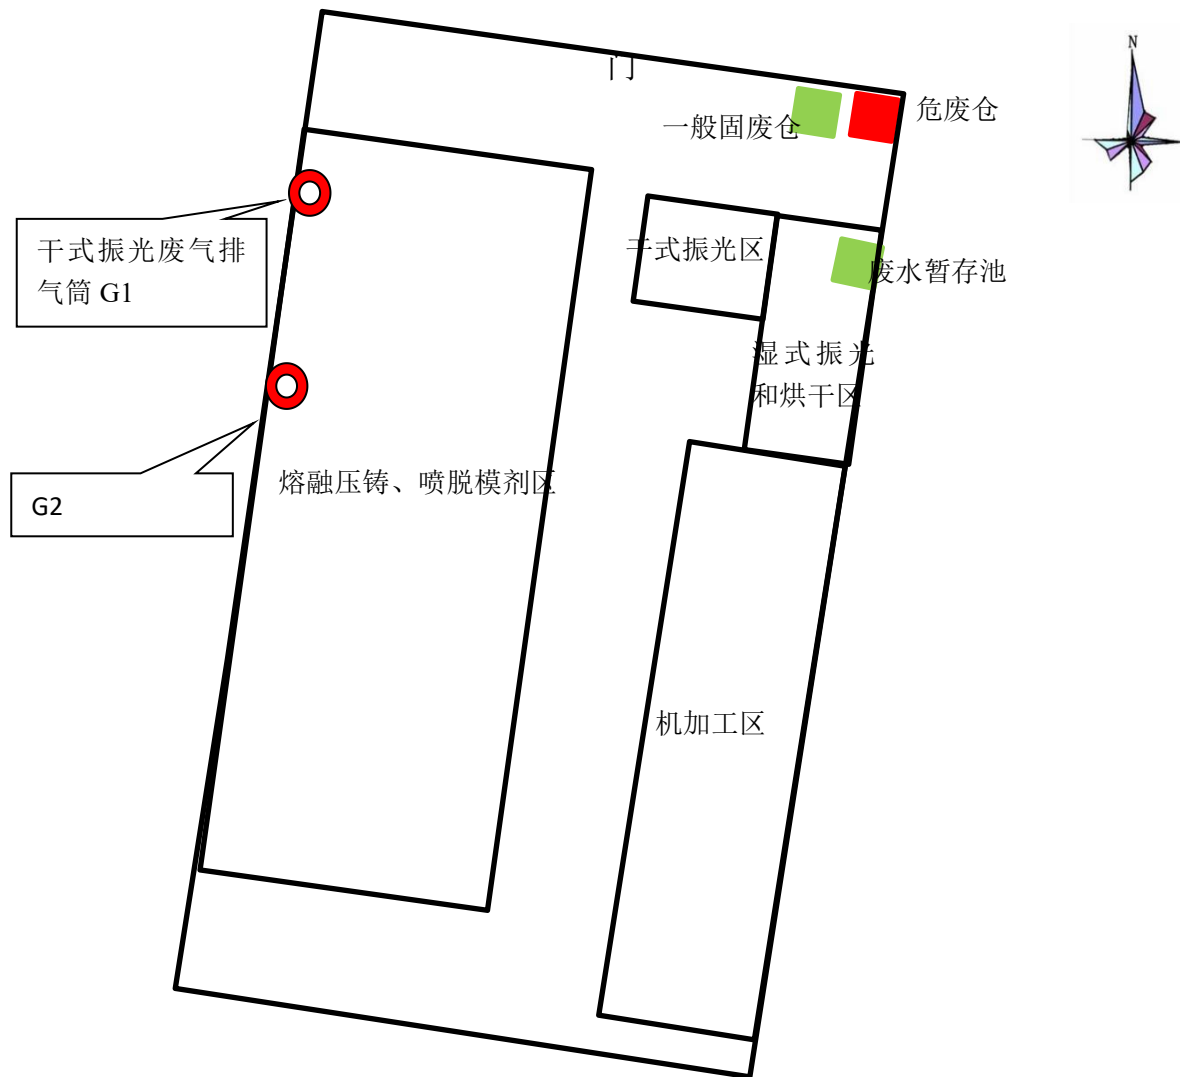 N
门
危废仓
一般固废仓
干式振光废气排
气筒 G1
干式振光区
废水暂存池
湿式振光
和烘干区
熔融压铸、喷脱模剂区
G2
机加工区